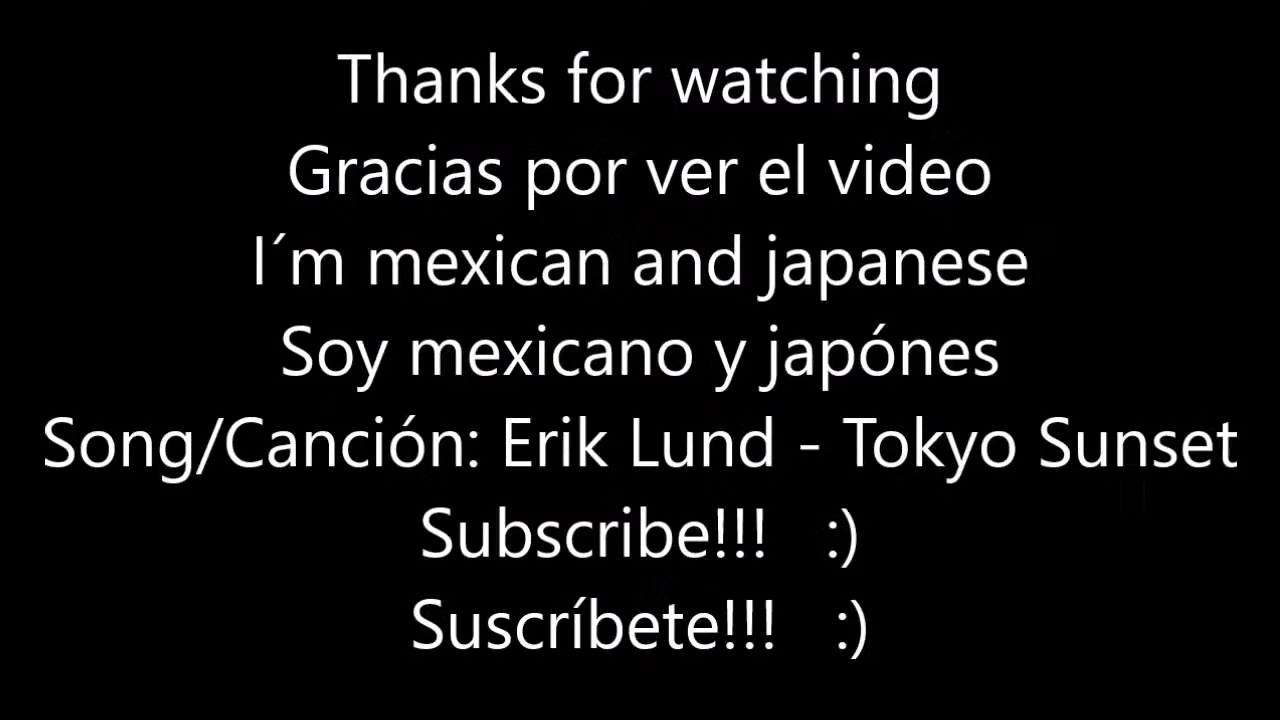 Thanks for watching
Gracias por ver el video
I´m mexican and japanese
Soy mexicano y japónes
Song/Canción: Erik Lund - Tokyo Sunset
Subscribe!!! :)
Suscríbete!!! :)